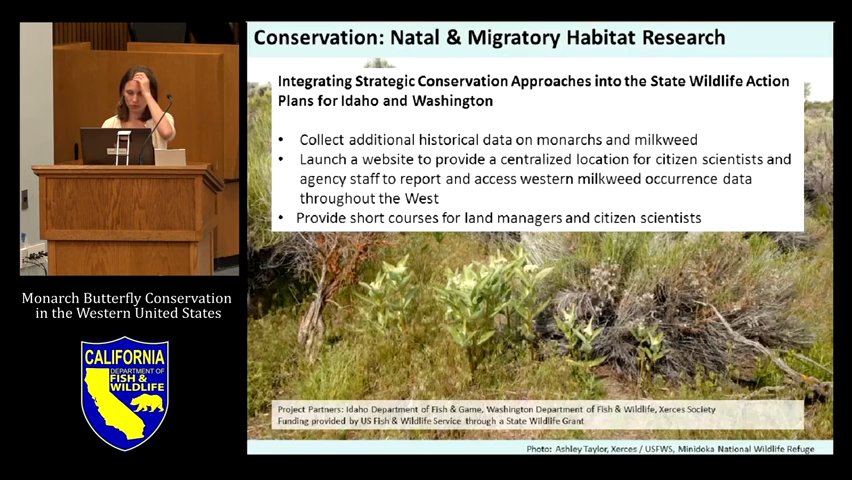 Conservation: Natal & Migratory Habitat Research
Integrating Strategic Conservation Approaches into the State Wildlife Action
Plans for Idaho and Washington
• Collect additional historical data on monarchs and milkweed
• Launch a website to provide a centralized location for citizen scientists and
agency staff to report and access western milkweed occurrence data
throughout the West
• Provide short courses for land managers and citizen scientists
Project Partners: Idaho Department of Fish & Game, Washington Department of Fish & Wildlife, Xerces Society
Funding provided by US Fish & Wildlife Service through a State Wildlife Grant
Photo: Ashley Taylor, Xerces / USFWS, Minidoka National Wildlife Refuge
Monarch Butterfly Conservation
in the Western United States
CALIFORNIA
DEPARTMENT OF
FISH &
WILDLIFE